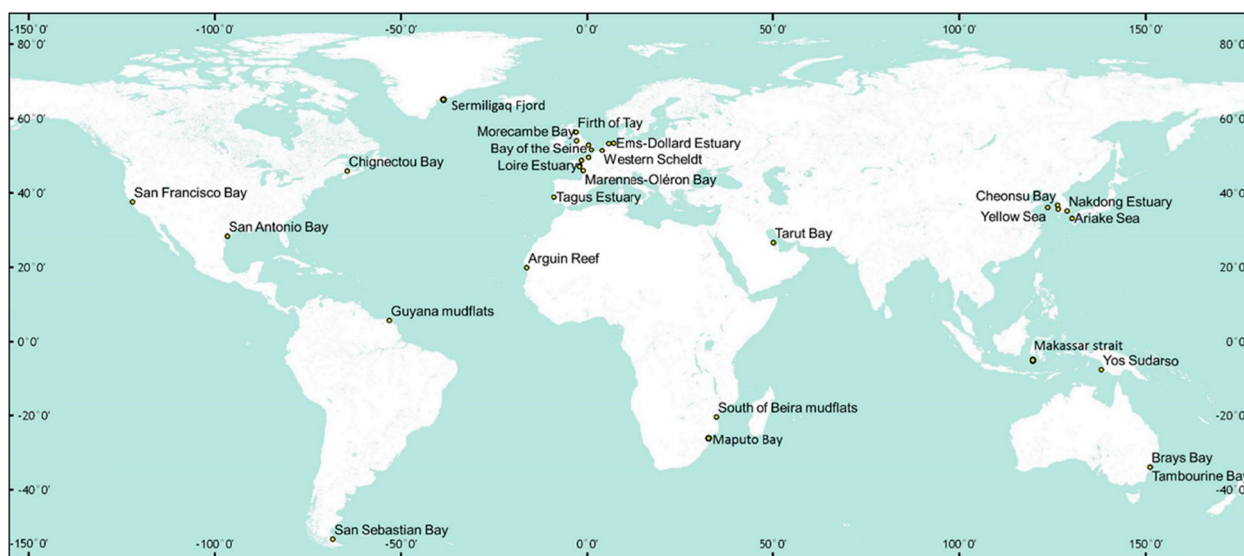 -150°0' -100°0' -50°0' 0°0' 50°0' 100°0' 150°0'
80°0' 80°0'
Sermiligaq Fjord
60°0' Firth of Tay 60°0'
Morecambe Bay Ems-Dollard Estuary
Bay of the Seine
Western Scheldt
Chignectou Bay
Loire Estuary
Marennes-Oléron Bay
40°0' San Francisco Bay Tagus Estuary Cheonsu Bay Nakdong Estuary 40°0'
Yellow Sea Ariake Sea
San Antonio Bay Tarut Bay
20°0' Arguin Reef 20°0'
Guyana mudflats
0°0' Makassar strait 0°0'
Yos Sudarso
-20°0' South of Beira mudflats -20°0'
Maputo Bay
Brays Bay
Tambourine Bay
-40°0' -40°0'
San Sebastian Bay
-150°0' -100°0' -50°0' 0°0' 50°0' 100°0' 150°0'